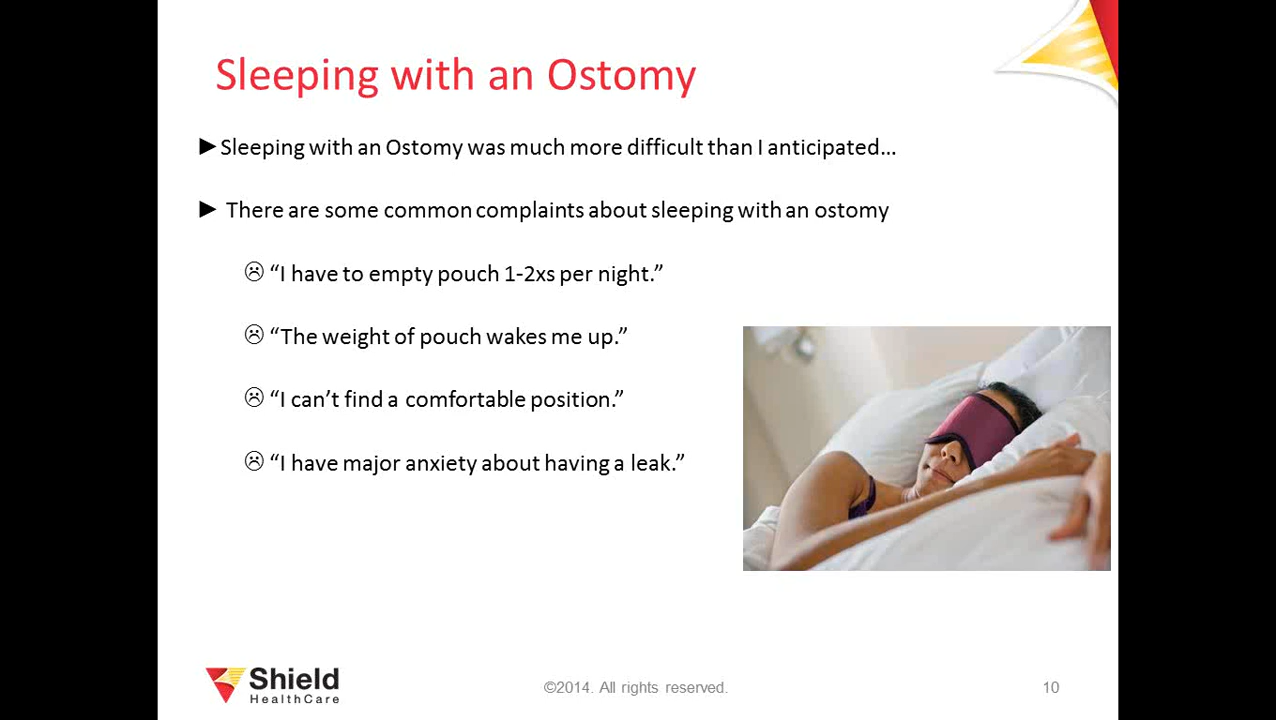 Sleeping with an Ostomy
►Sleeping with an Ostomy was much more difficult than I anticipated…
► There are some common complaints about sleeping with an ostomy
☹ “I have to empty pouch 1-2xs per night.”
☹ “The weight of pouch wakes me up.”
☹ “I can’t find a comfortable position.”
☹ “I have major anxiety about having a leak.”
Shield
HealthCare
©2014. All rights reserved.
10